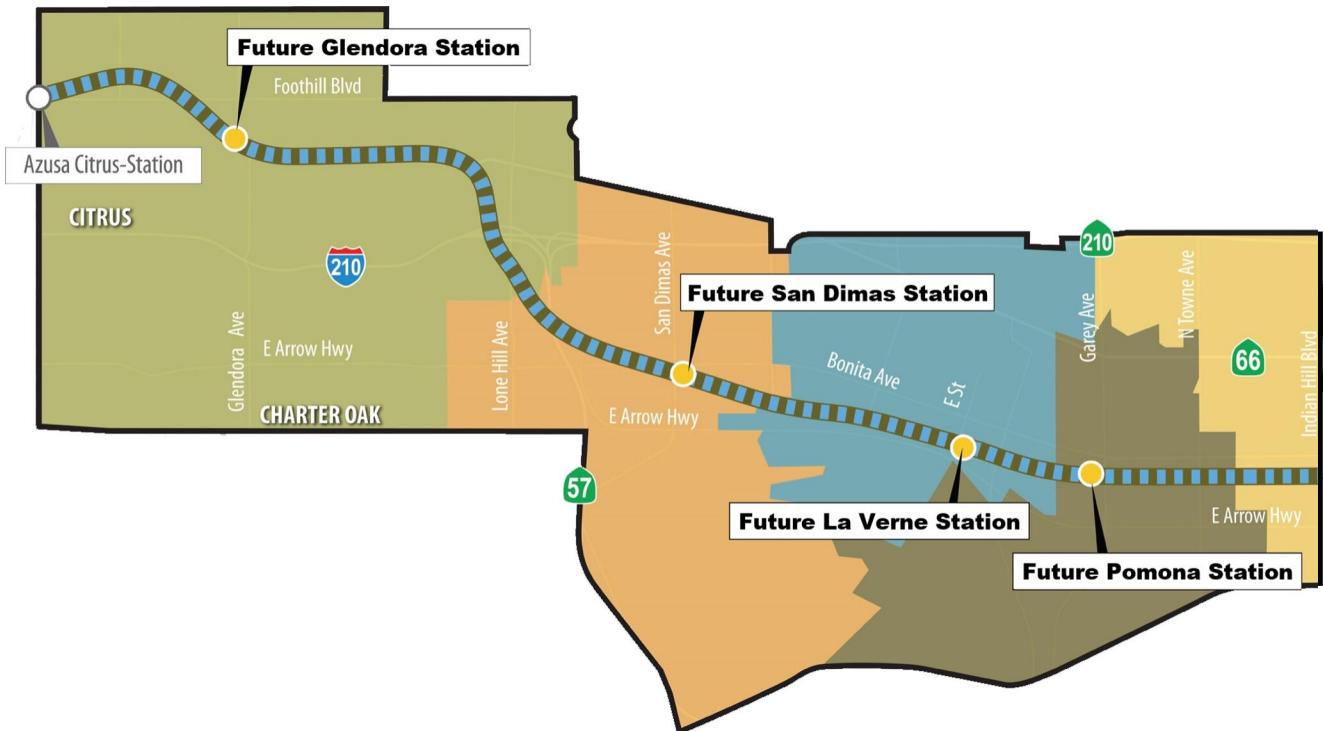 Future Glendora Station
Foothill Blvd
Azusa Citrus-Station
CITRUS
210
210
San Dimas Ave
Future San Dimas Station
Garey Ave
N Towne Ave
66
Indian Hill Blvd
Glendora Ave
E Arrow Hwy
Lone Hill Ave
Bonita Ave
E St
CHARTER OAK
E Arrow Hwy
57
Future La Verne Station
E Arrow Hwy
Future Pomona Station